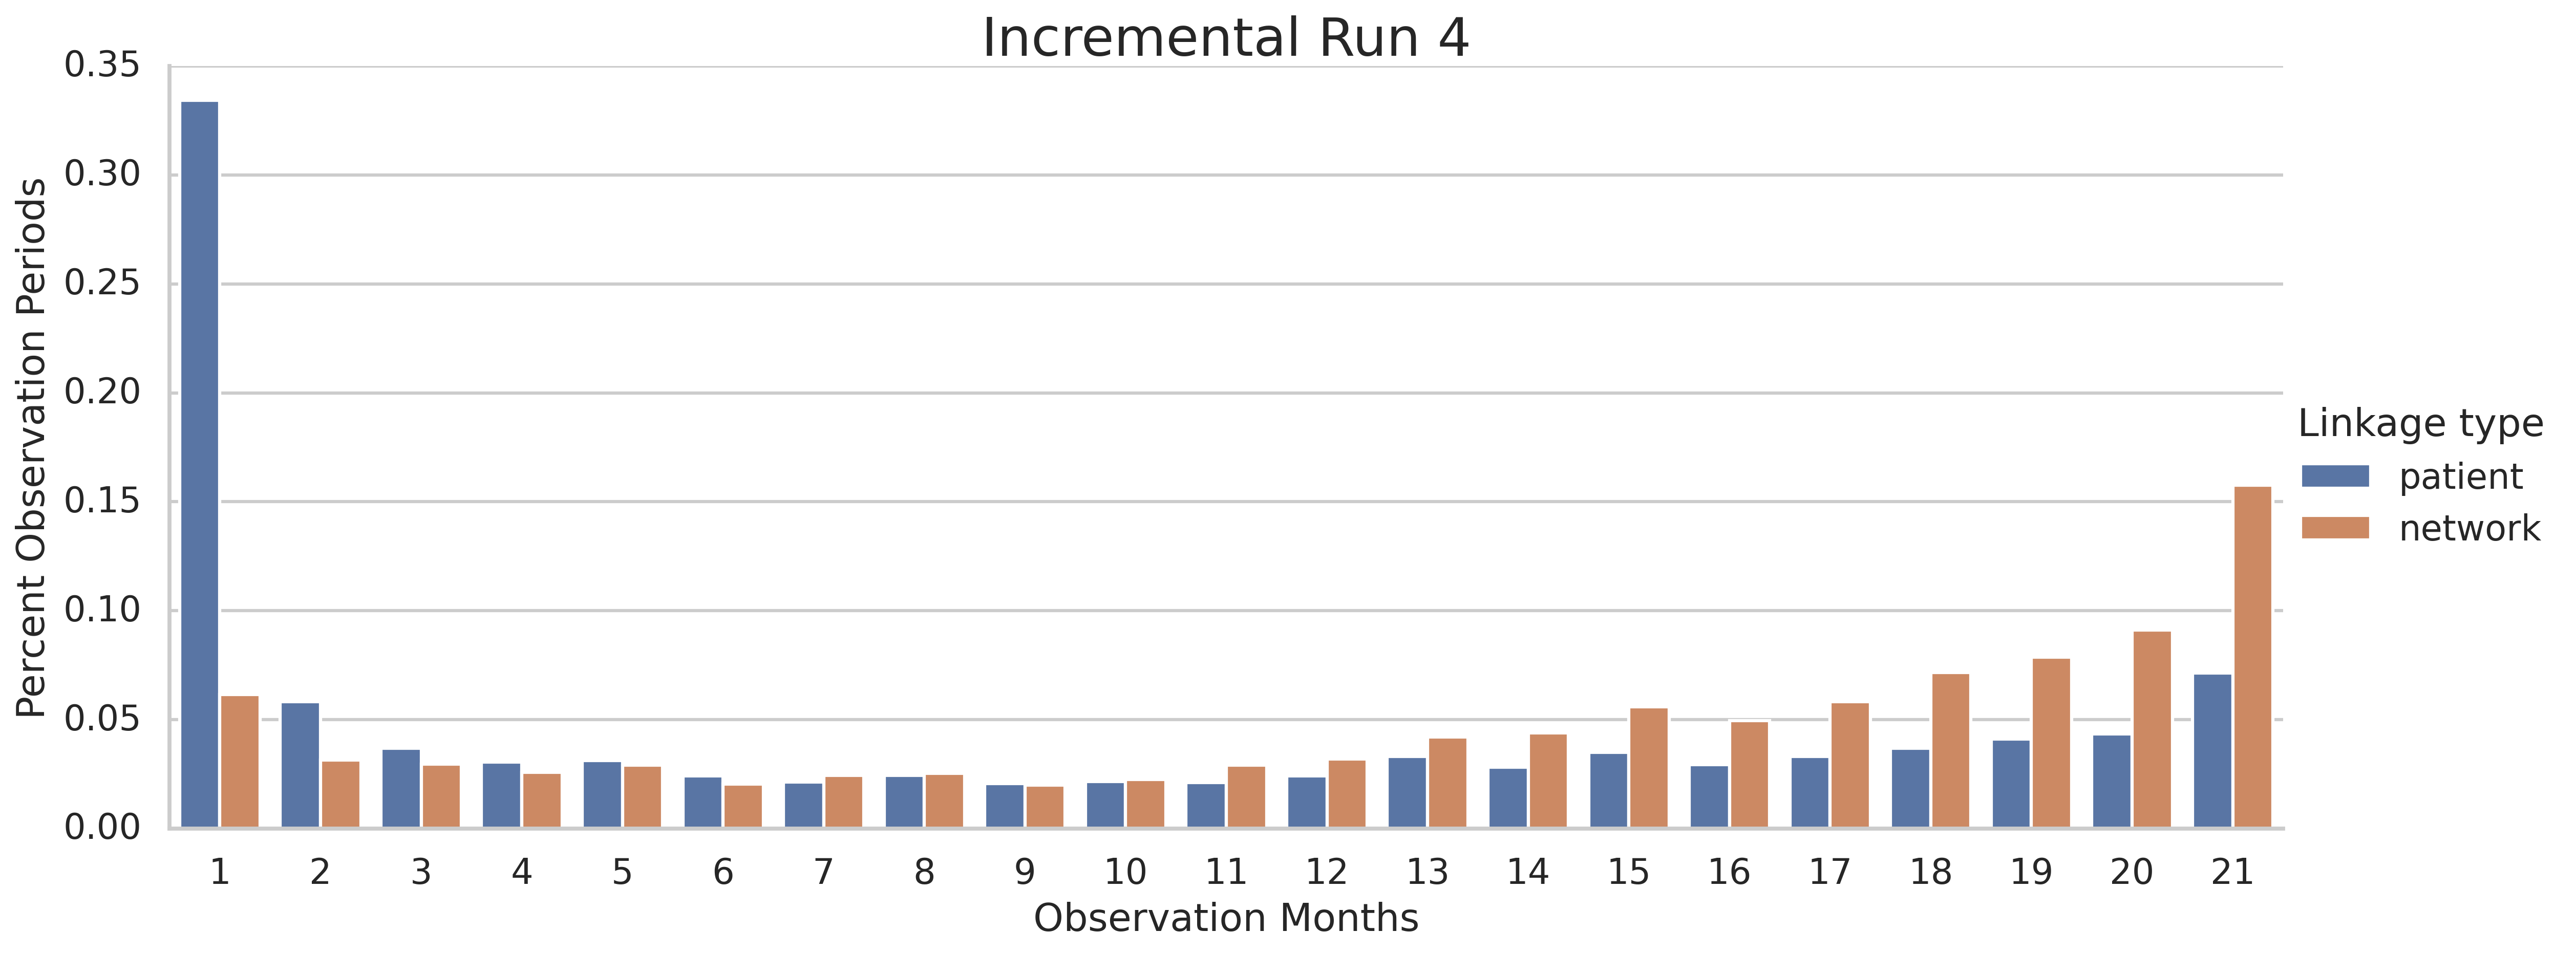 Incremental Run 4
0.35
0.30
0.25
0.20
0.15
0.10
0.05
0.00
Percent Observation Periods
1 2 3 4 5 6 7 8 9 10 11 12 13 14 15 16 17 18 19 20 21
Observation Months
Linkage type
patient
network